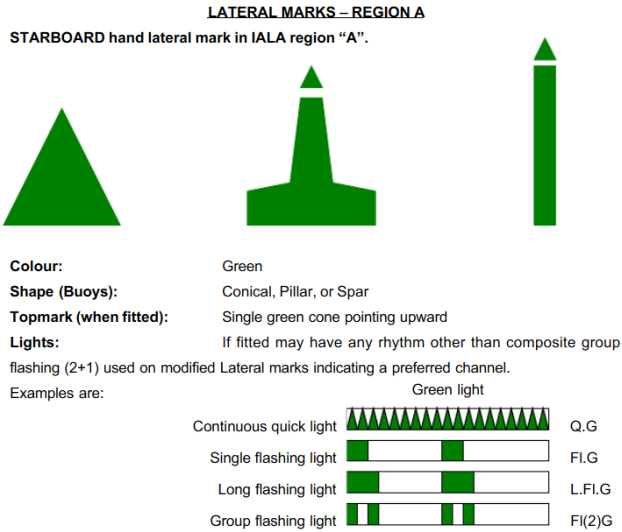 LATERAL MARKS – REGION A
STARBOARD hand lateral mark in IALA region “A”.
Colour: Green
Shape (Buoys): Conical, Pillar, or Spar
Topmark (when fitted): Single green cone pointing upward
Lights: If fitted may have any rhythm other than composite group
flashing (2+1) used on modified Lateral marks indicating a preferred channel.
Examples are: Green light
Continuous quick light Q.G
Single flashing light Fl.G
Long flashing light L.Fl.G
Group flashing light Fl(2)G